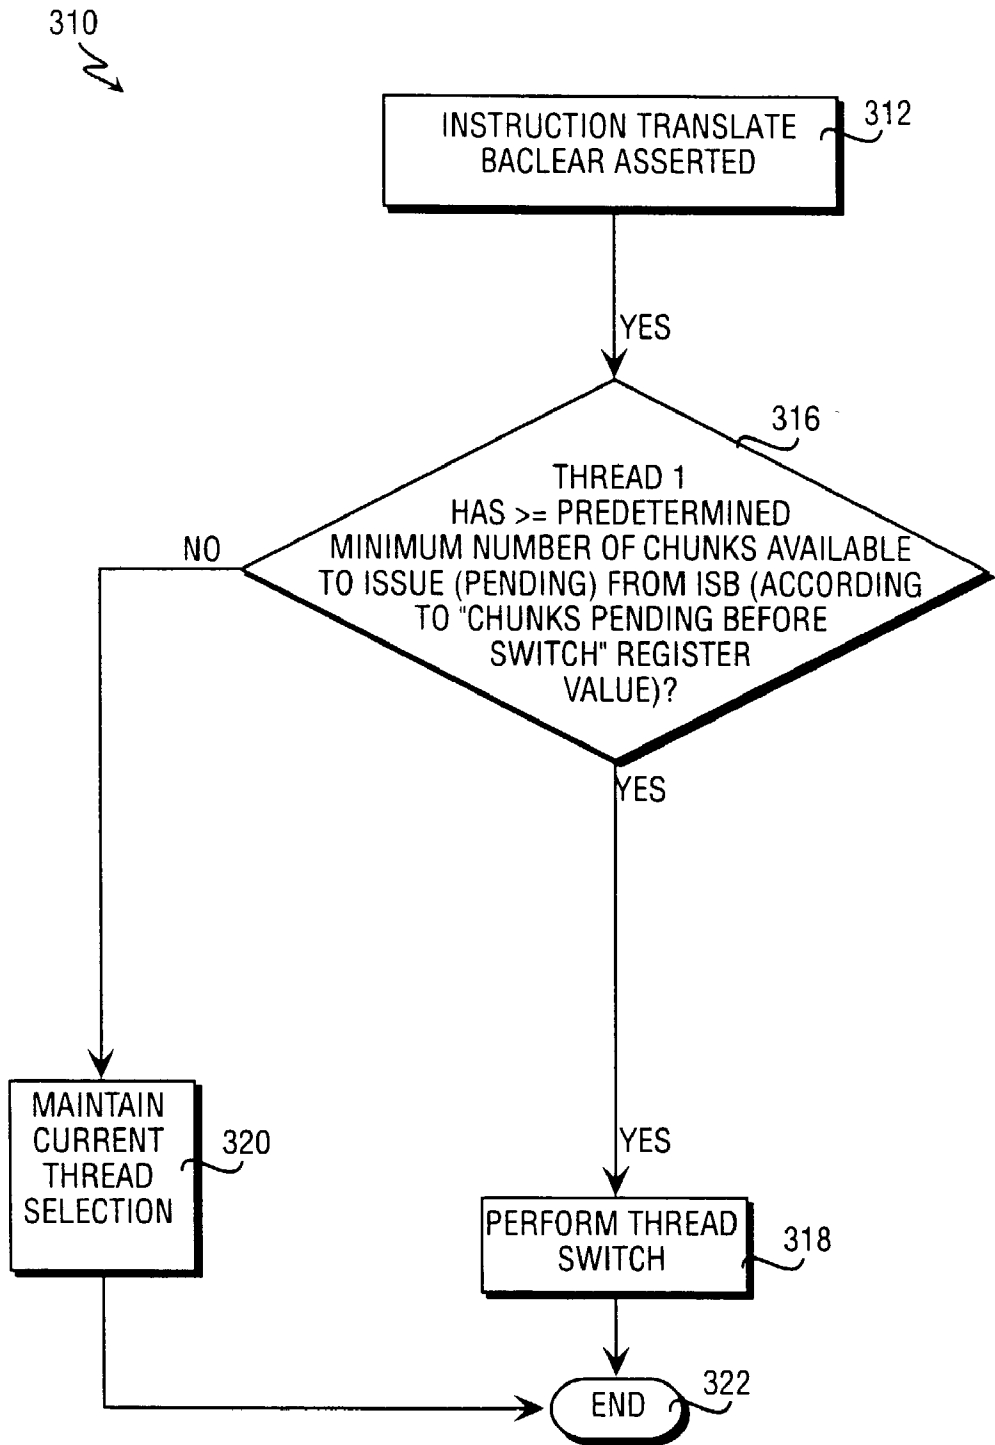 310
INSTRUCTION TRANSLATE
BACLEAR ASSERTED
312
YES
316
THREAD 1
HAS >= PREDETERMINED
MINIMUM NUMBER OF CHUNKS AVAILABLE
TO ISSUE (PENDING) FROM ISB (ACCORDING
TO "CHUNKS PENDING BEFORE
SWITCH" REGISTER
VALUE)?
NO
YES
MAINTAIN
CURRENT
THREAD
SELECTION
320
YES
PERFORM THREAD
SWITCH
318
END
322